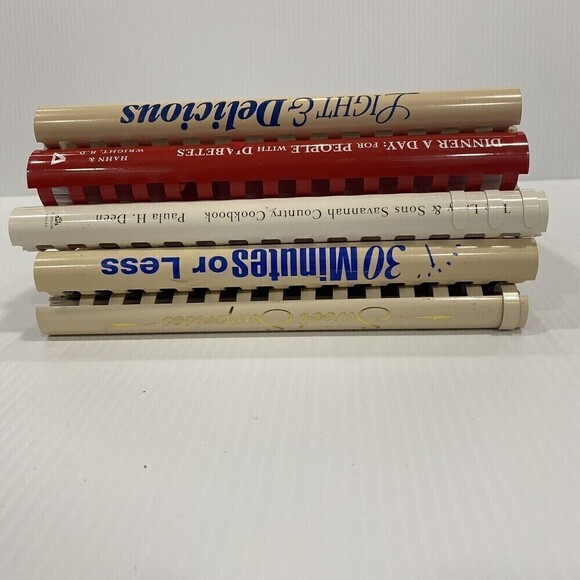 Light & Delicious
DINNER A DAY: FOR PEOPLE WITH DIABETES
HAHN &
WRIGHT, R.D.
& Sons Savannah Country Cookbook Paula H. Deen
30 Minutes or Less
Sweet Surprises